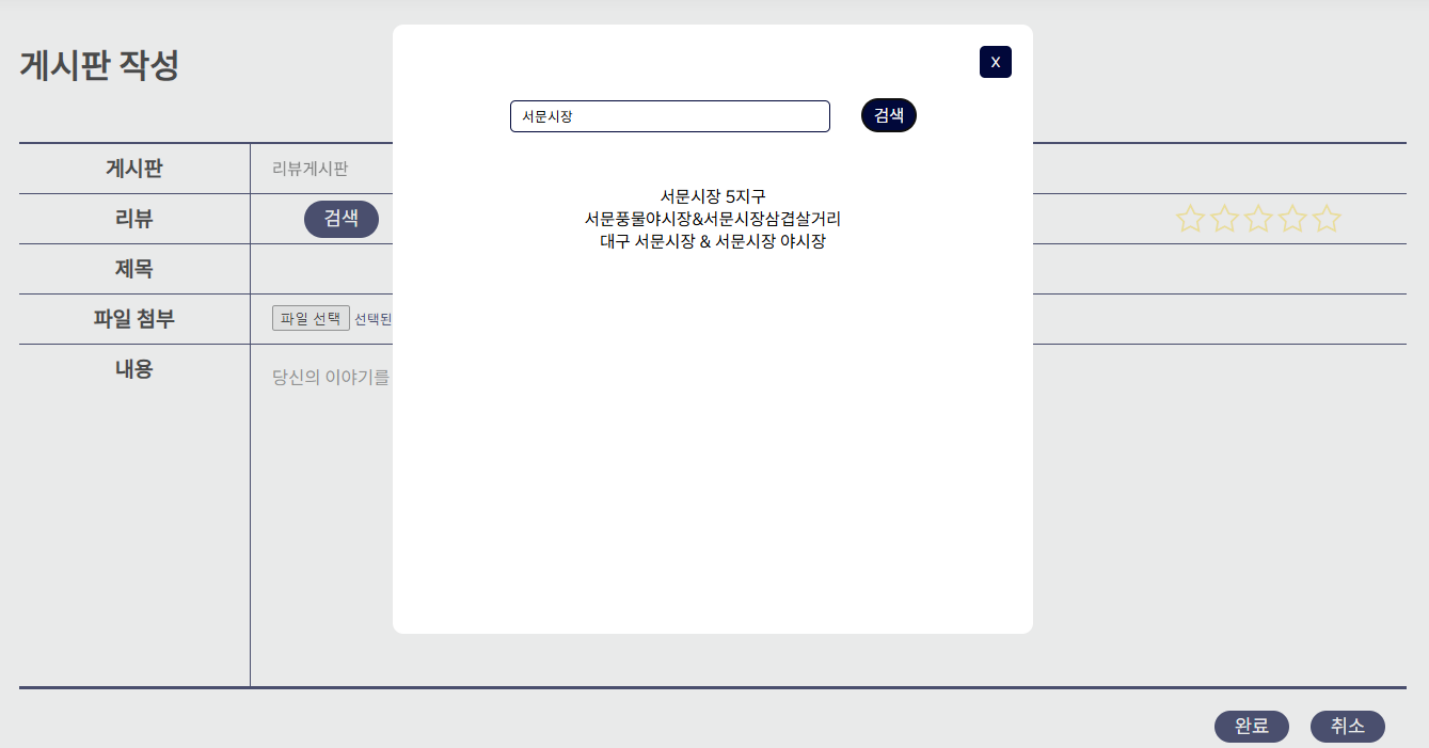 게시판 작성
X
서문시장
검색
서문시장 5지구
서문풍물야시장&서문시장삼겹살거리
대구 서문시장 & 서문시장 야시장
게시판
리뷰게시판
리뷰
검색
제목
파일 첨부
파일 선택 선택된
내용
당신의 이야기를
완료
취소